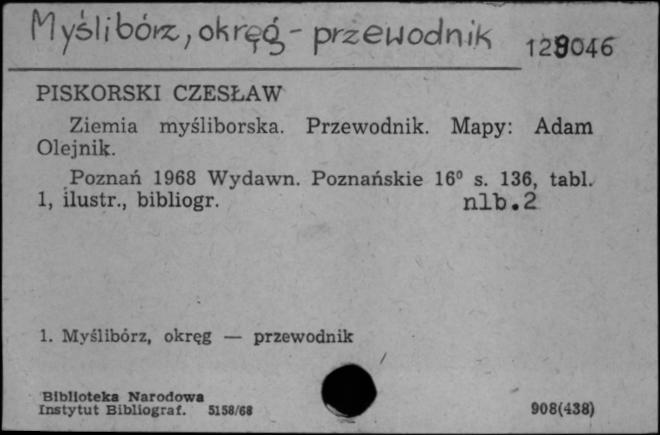 Myślibórz, okręg - przewodnik 129046
PISKORSKI CZESŁAW
Ziemia myśliborska. Przewodnik. Mapy: Adam
Olejnik.
Poznań 1968 Wydawn. Poznańskie 16⁰ s. 136, tabl.
1, ilustr., bibliogr. nlb.2
1. Myślibórz, okręg — przewodnik
Biblioteka Narodowa
Instytut Bibliograf. 5158/68 908(438)